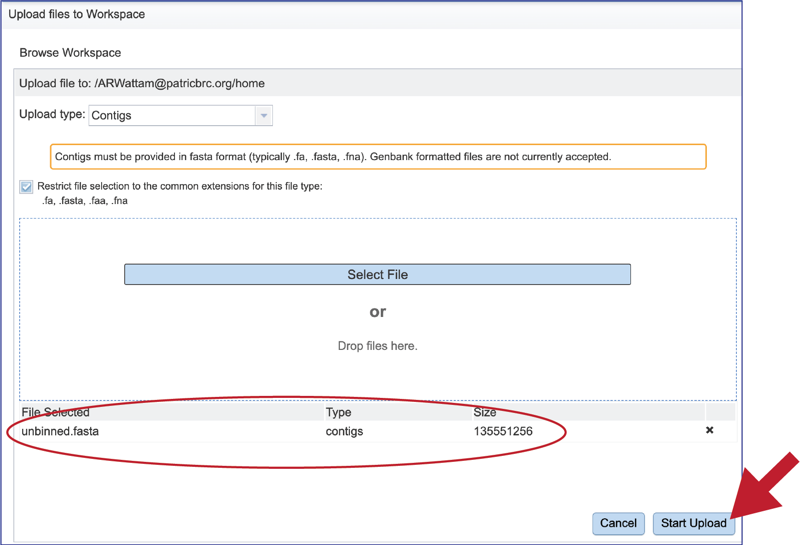 Upload files to Workspace
Browse Workspace
Upload file to: /ARWattam@patricbrc.org/home
Upload type: Contigs
Contigs must be provided in fasta format (typically .fa, .fasta, .fna). Genbank formatted files are not currently accepted.
Restrict file selection to the common extensions for this file type:
.fa, .fasta, .faa, .fna
Select File
or
Drop files here.
File Selected Type Size
unbinned.fasta contigs 135551256 ✖
Cancel Start Upload